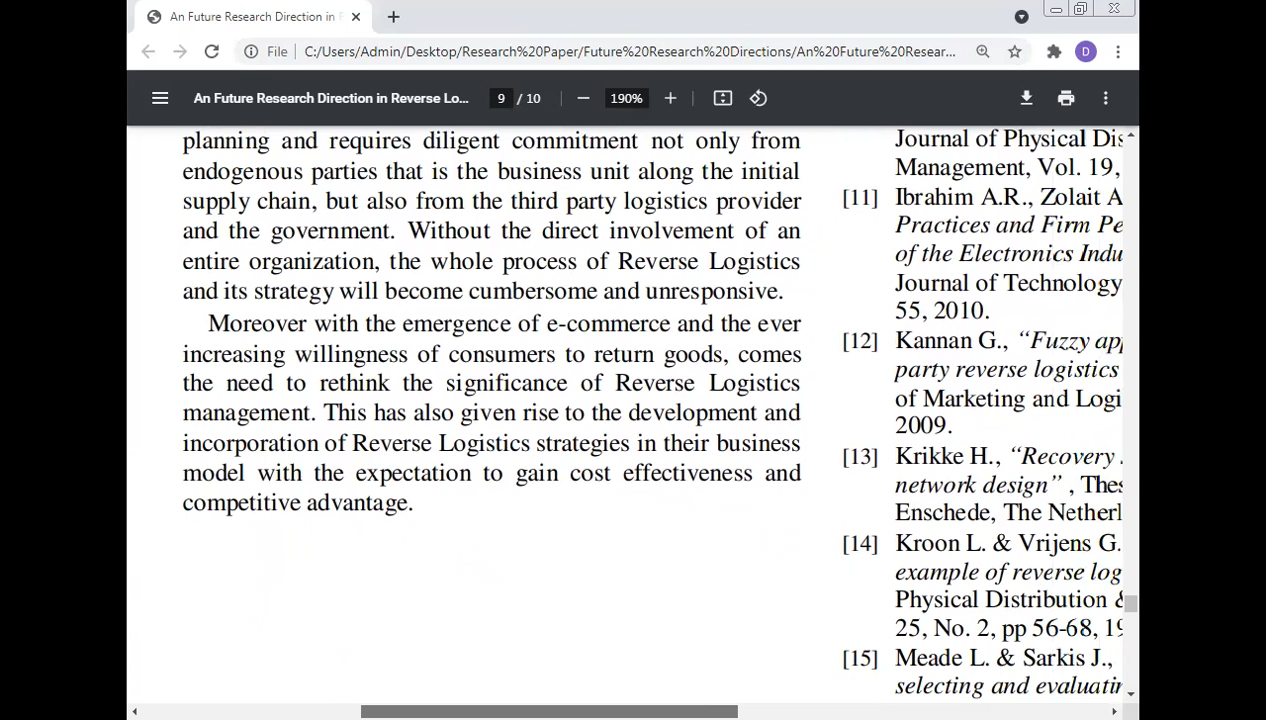 An Future Research Direction in
File
C:/Users/Admin/Desktop/Research%20Paper/Future%20Research%20Directions/An%20Future%20Resear...
D
An Future Research Direction in Reverse Lo...
9 / 10
190%
planning and requires diligent commitment not only from
endogenous parties that is the business unit along the initial
supply chain, but also from the third party logistics provider
and the government. Without the direct involvement of an
entire organization, the whole process of Reverse Logistics
and its strategy will become cumbersome and unresponsive.
Moreover with the emergence of e-commerce and the ever
increasing willingness of consumers to return goods, comes
the need to rethink the significance of Reverse Logistics
management. This has also given rise to the development and
incorporation of Reverse Logistics strategies in their business
model with the expectation to gain cost effectiveness and
competitive advantage.
Journal of Physical Dis
Management, Vol. 19,
[11] Ibrahim A.R., Zolait A
Practices and Firm Pe
of the Electronics Indu
Journal of Technology
55, 2010.
[12] Kannan G., “Fuzzy app
party reverse logistics
of Marketing and Logi
2009.
[13] Krikke H., “Recovery
network design” , Thes
Enschede, The Netherl
[14] Kroon L. & Vrijens G.
example of reverse log
Physical Distribution &
25, No. 2, pp 56-68, 19
[15] Meade L. & Sarkis J.,
selecting and evaluatin